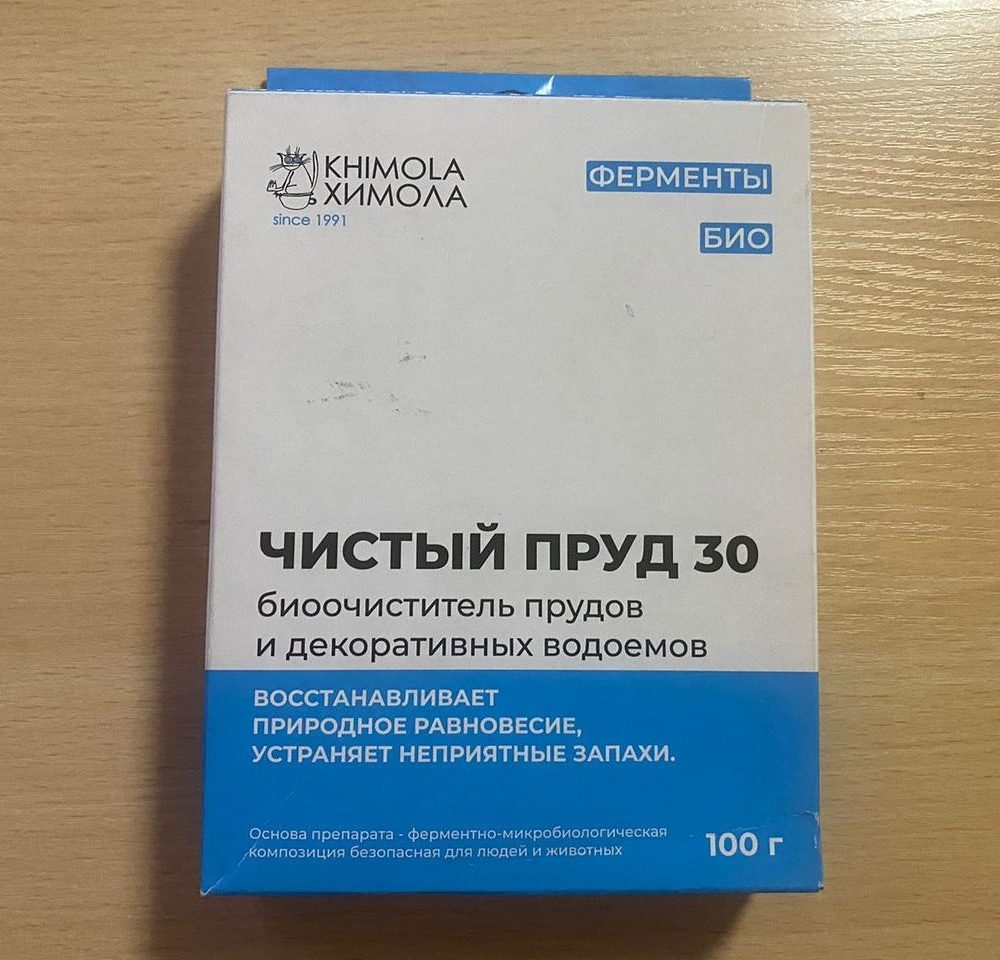 KHIMOLA
ХИМОЛА
since 1991
ФЕРМЕНТЫ
БИО
ЧИСТЫЙ ПРУД 30
биоочиститель прудов
и декоративных водоемов
ВОССТАНАВЛИВАЕТ
ПРИРОДНОЕ РАВНОВЕСИЕ,
УСТРАНЯЕТ НЕПРИЯТНЫЕ ЗАПАХИ.
Основа препарата - ферментно-микробиологическая
композиция безопасная для людей и животных
100 г